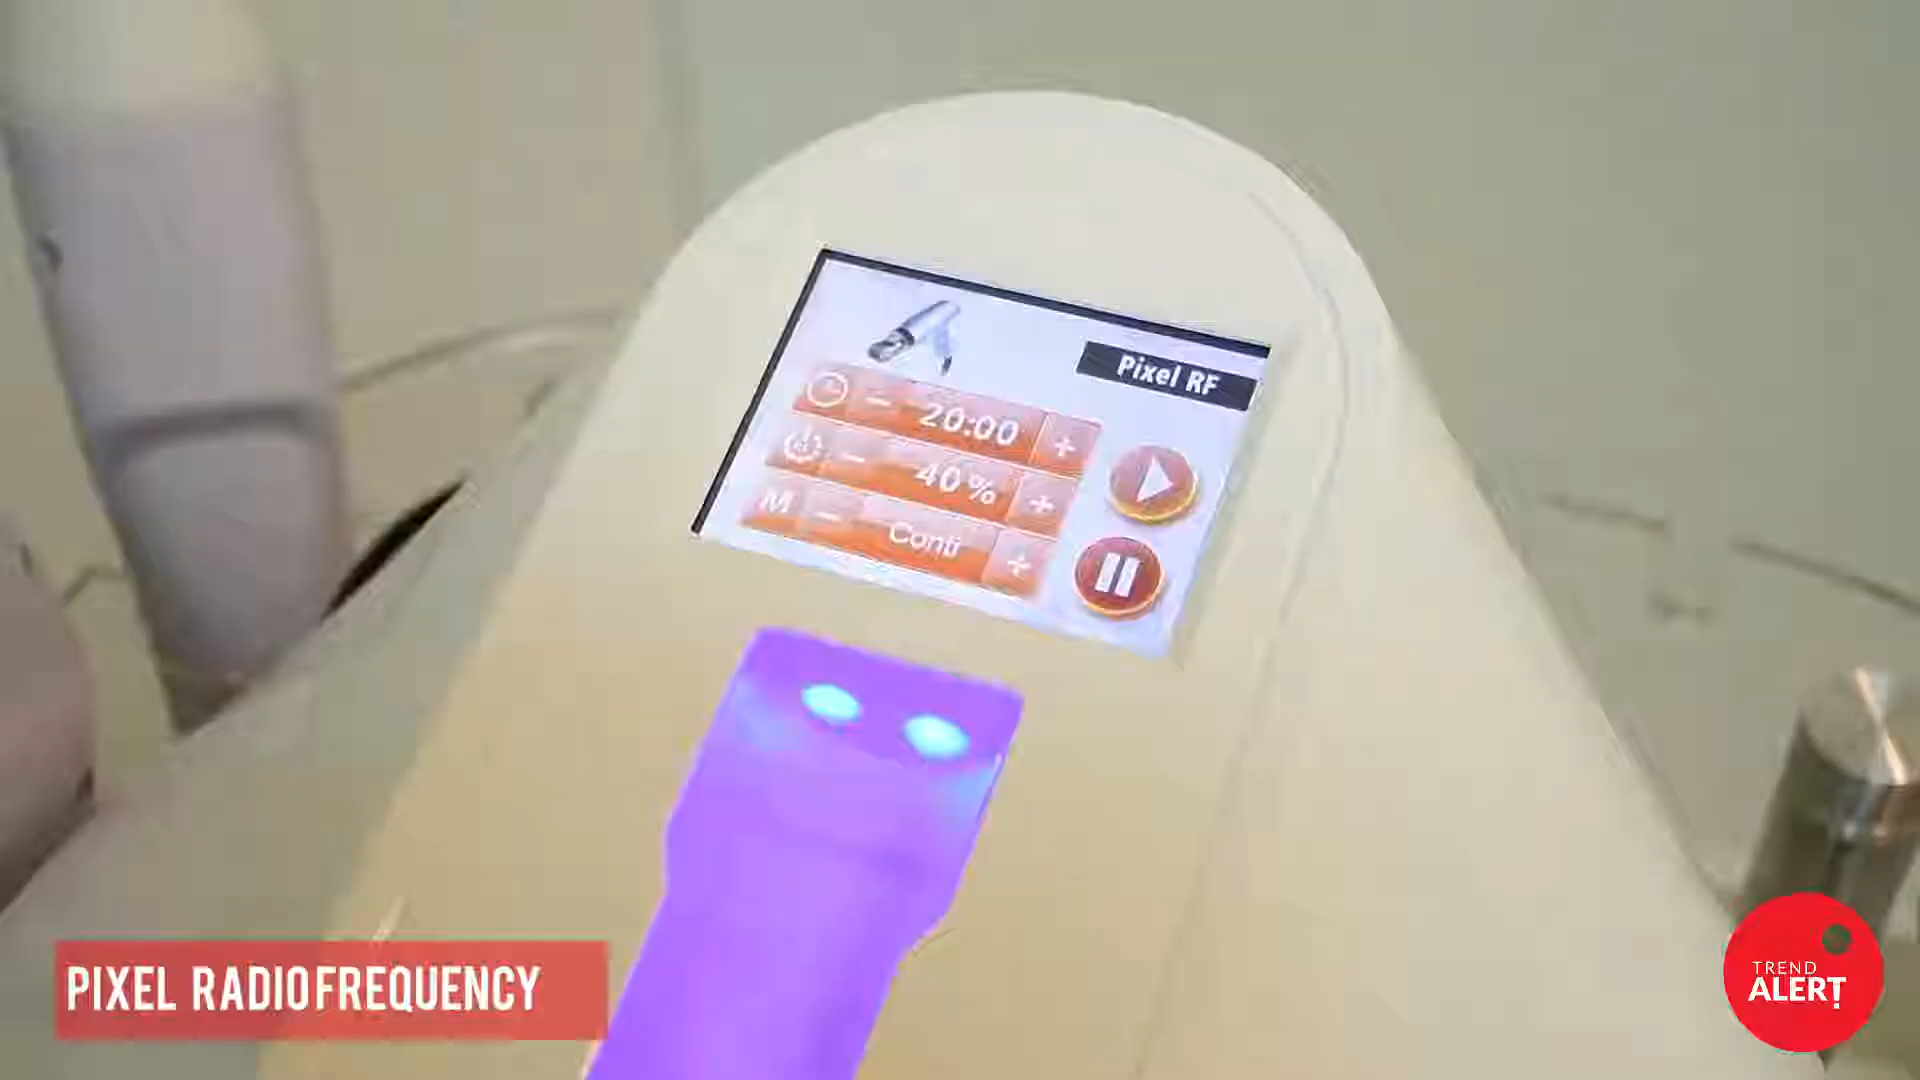 Pixel RF
20:00
40%
M
Conti
PIXEL RADIOFREQUENCY
TREND
ALERT!